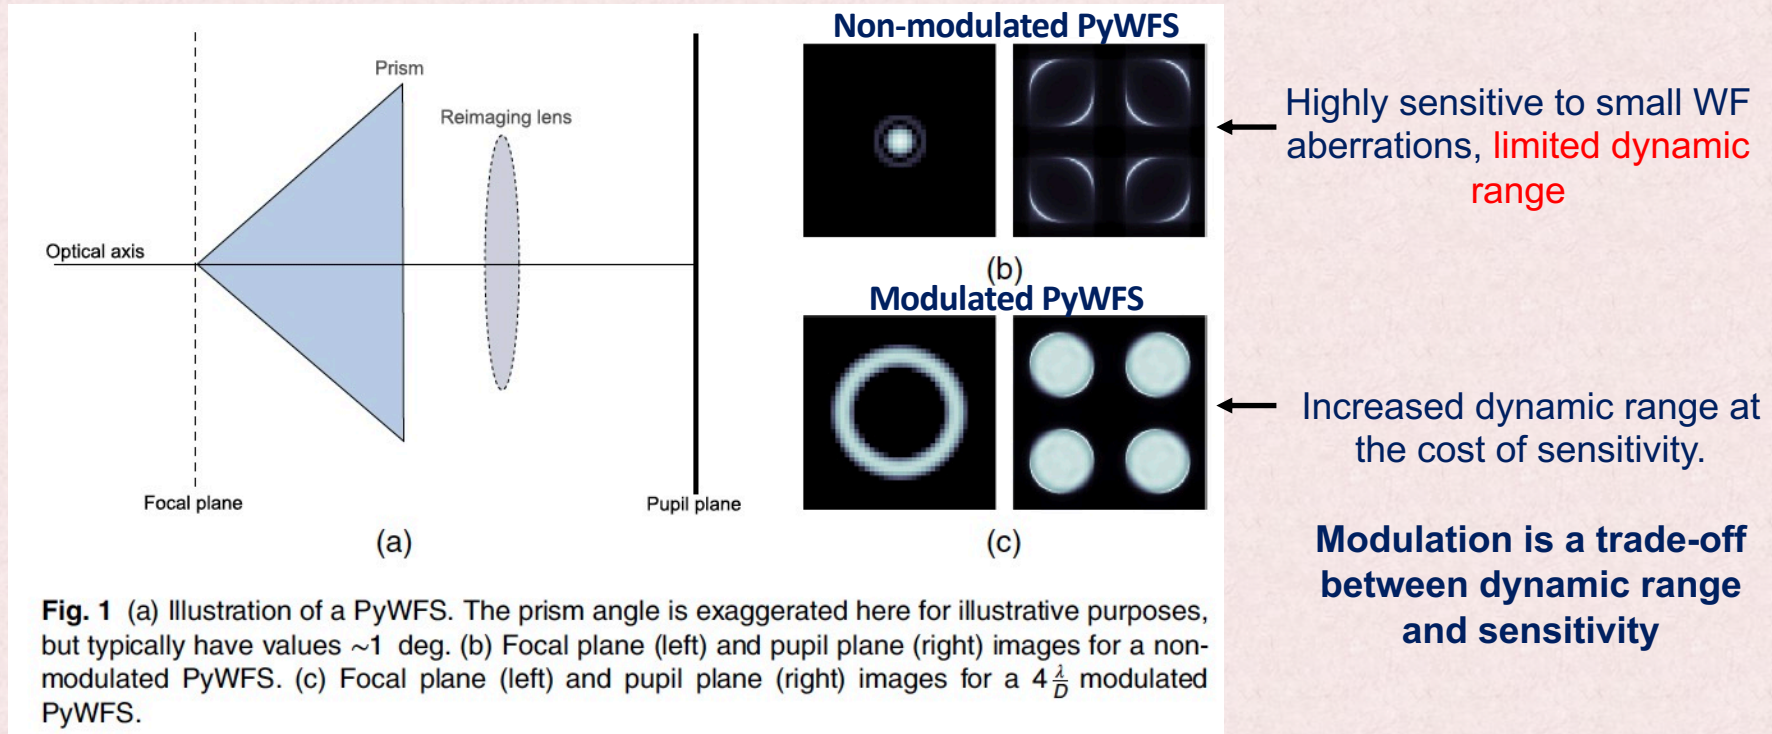 Prism
Reimaging lens
Optical axis
Focal plane
Pupil plane
(a)
Non-modulated PyWFS
(b)
Modulated PyWFS
(c)
Highly sensitive to small WF
aberrations, limited dynamic
range
Increased dynamic range at
the cost of sensitivity.
Modulation is a trade-off
between dynamic range
and sensitivity
Fig. 1 (a) Illustration of a PyWFS. The prism angle is exaggerated here for illustrative purposes,
but typically have values ~1 deg. (b) Focal plane (left) and pupil plane (right) images for a non-
modulated PyWFS. (c) Focal plane (left) and pupil plane (right) images for a 4 λ/D modulated
PyWFS.